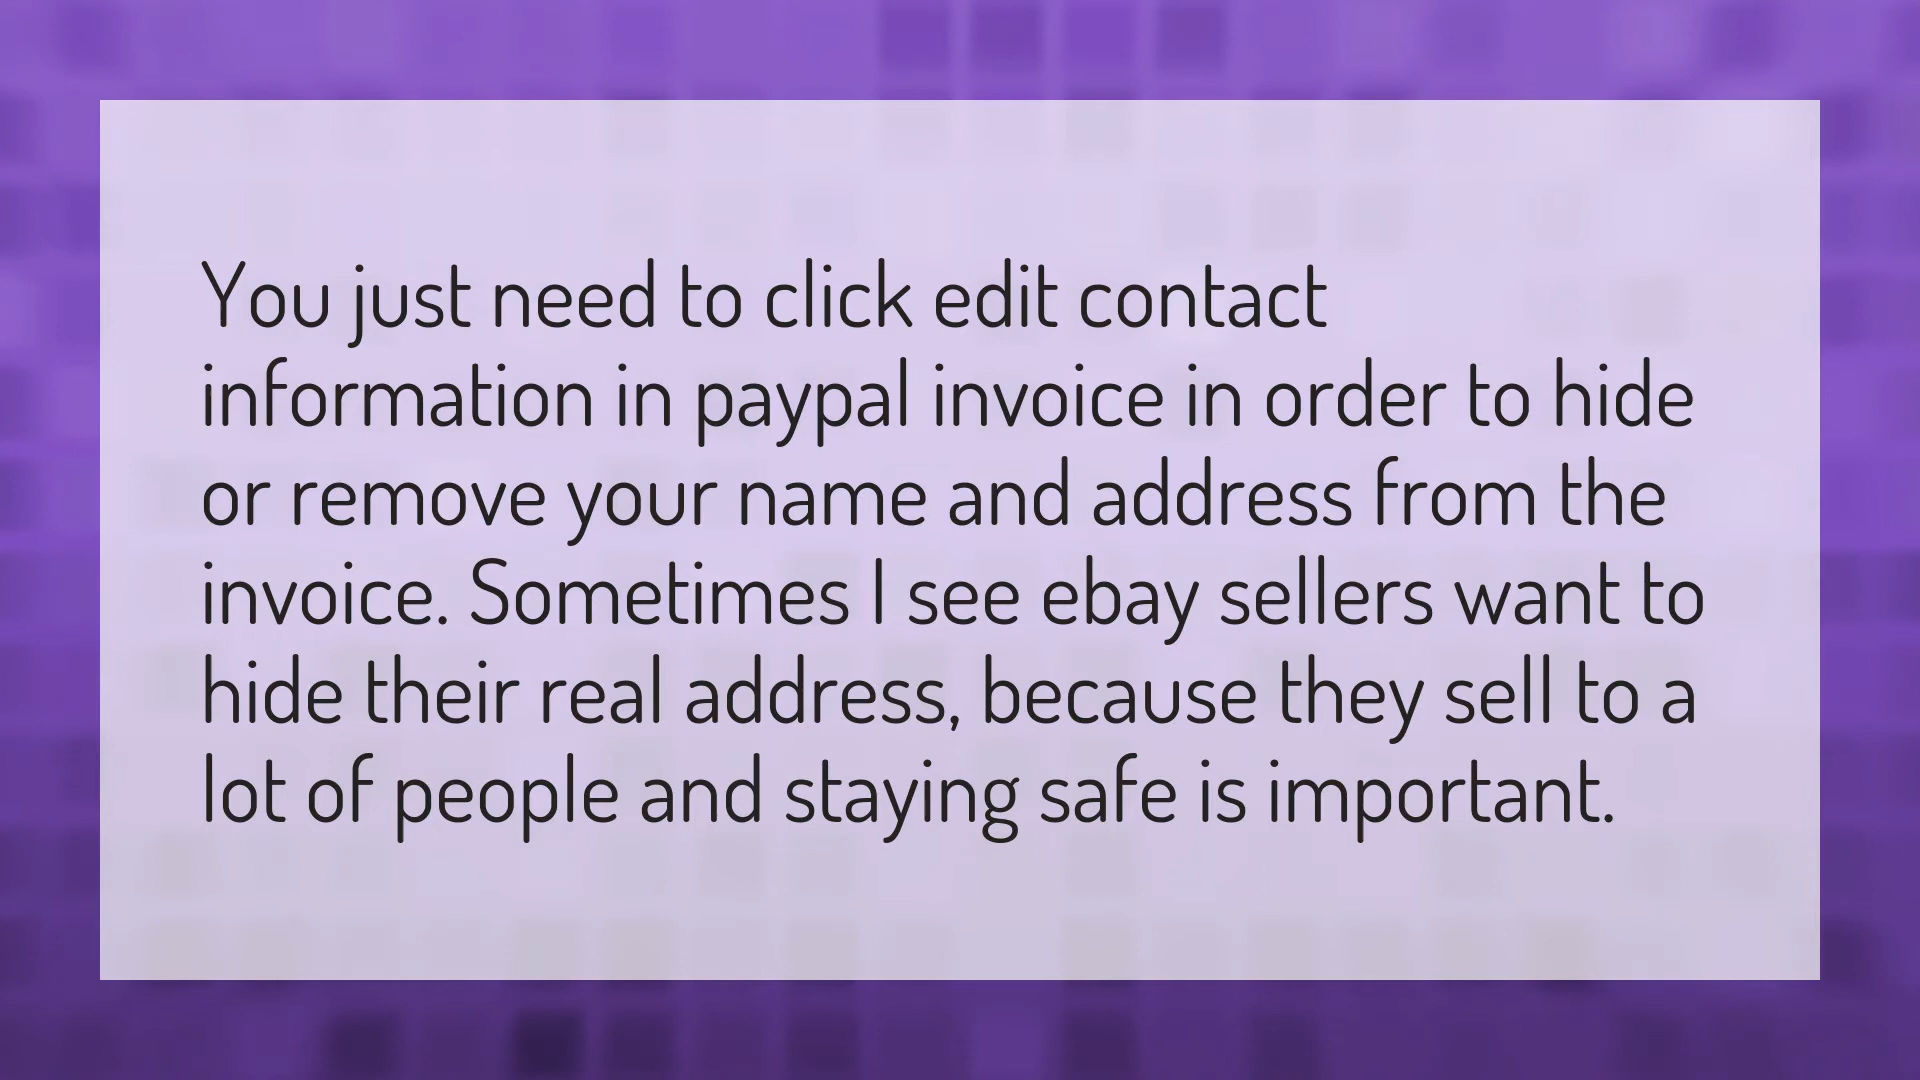 You just need to click edit contact
information in paypal invoice in order to hide
or remove your name and address from the
invoice. Sometimes I see ebay sellers want to
hide their real address, because they sell to a
lot of people and staying safe is important.